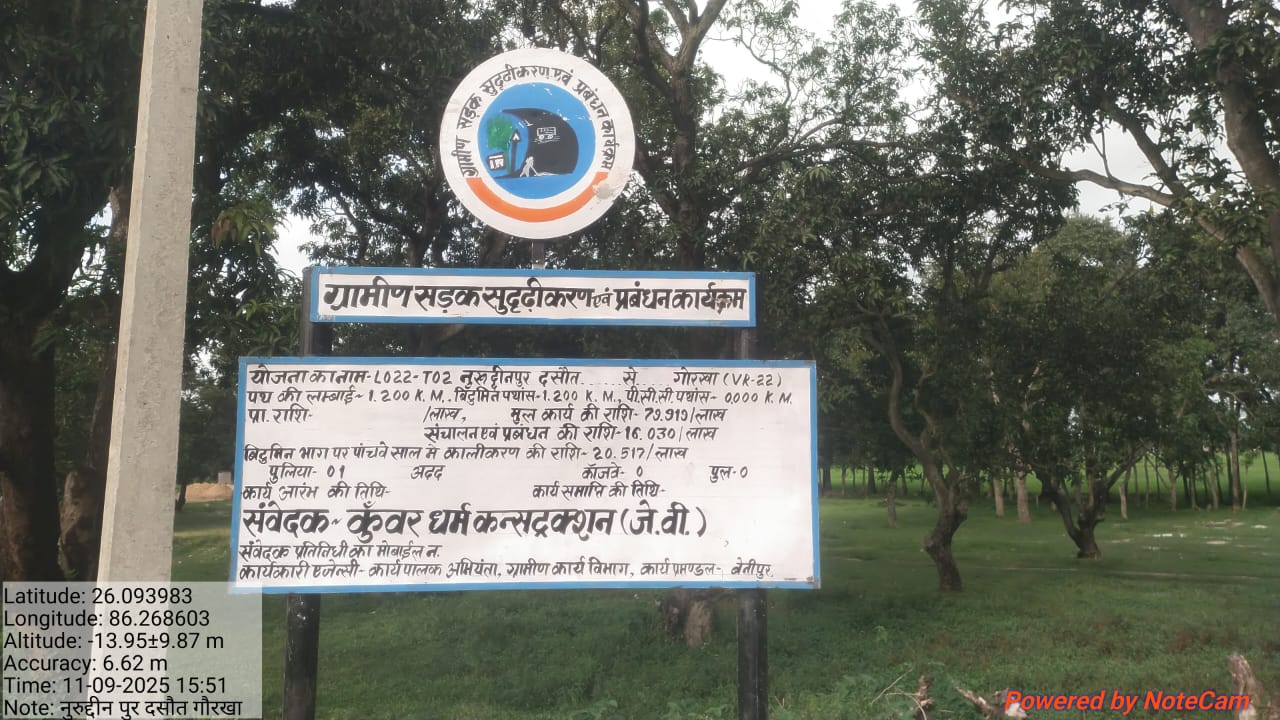 ग्रामीण सड़क सुदृढ़ीकरण एवं प्रबंधन कार्यक्रम
ग्रामीण सड़क सुदृढ़ीकरण एवं प्रबंधन कार्यक्रम
योजना का नाम- L022-T02 नुरुद्दीनपुर दसौत......से.....गोरखा (VR-22)
पथ की लम्बाई- 1.200 K. M., बिटुमिन पथांस-1.200 K. M., पी.सी.सी. पथांस- 0.000 K. M.
प्रा. राशि- /लाख, मूल कार्य की राशि- 79.919/लाख
संचालन एवं प्रबंधन की राशि-16.030/लाख
बिटुमिन भाग पर पांचवे साल मे कालीकरण की राशि- 20.517/लाख
पुलिया- 01 अदद कॉजवे- 0 पुल-0
कार्य आरंभ की तिथि- कार्य समाप्ति की तिथि-
संवेदक- कुँवर धर्म कन्सट्रक्शन (जे.वी.)
संवेदक प्रतिनिधी का मोबाईल न.
कार्यकारी एजेन्सी- कार्यपालक अभियंता, ग्रामीण कार्य विभाग, कार्य प्रमण्डल- बेनीपुर
Latitude: 26.093983
Longitude: 86.268603
Altitude: -13.95±9.87 m
Accuracy: 6.62 m
Time: 11-09-2025 15:51
Note: नुरुद्दीन पुर दसौत गौरखा
Powered by NoteCam